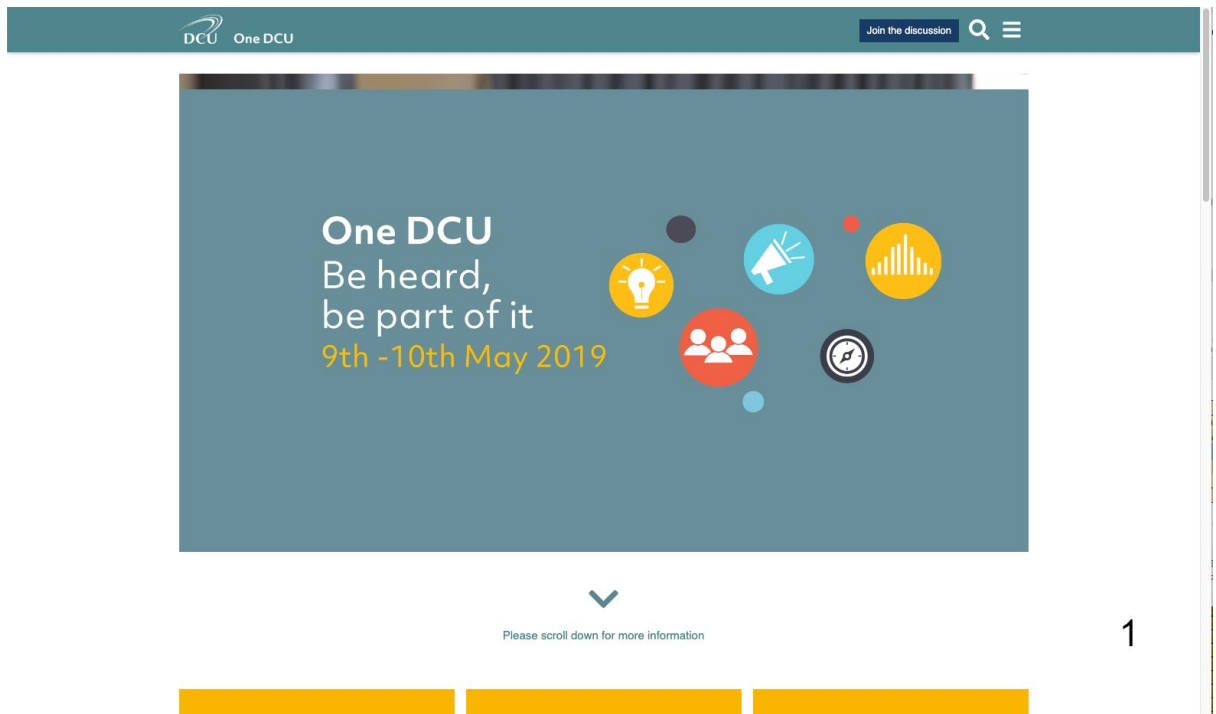 DCU One DCU
Join the discussion
One DCU
Be heard,
be part of it
9th -10th May 2019
Please scroll down for more information
1